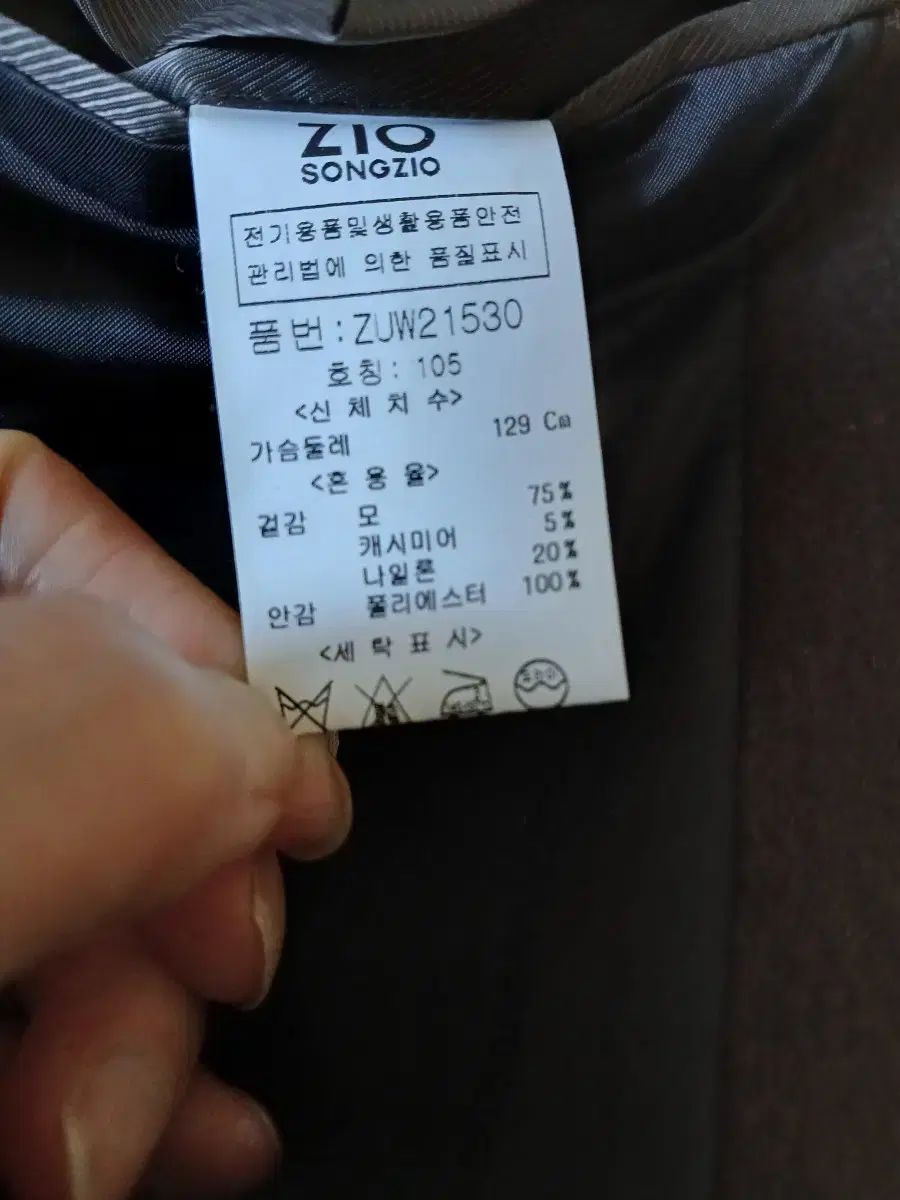 ZIO
SONGZIO
전기용품및생활용품안전
관리법에 의한 품질표시
품번:ZUW21530
호칭: 105
<신 체 치 수>
가슴둘레 129 Cm
<혼 용 율>
겉감 모 75%
캐시미어 5%
나일론 20%
안감 폴리에스터 100%
<세 탁 표 시>